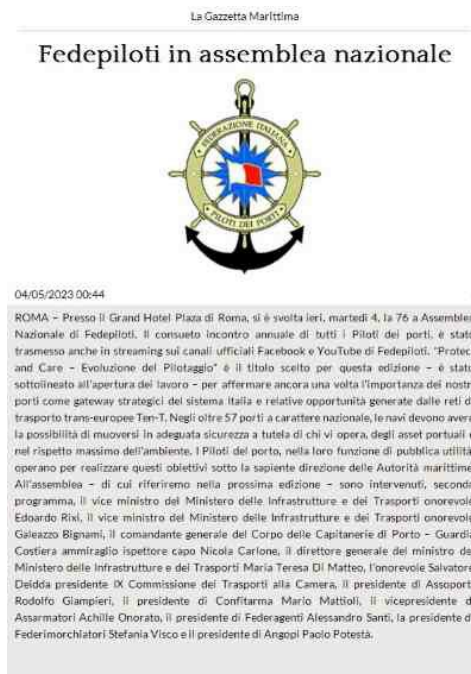 La Gazzetta Marittima
Fedepiloti in assemblea nazionale
FEDERAZIONE ITALIANA
PILOTI DEI PORTI
04/05/2023 00:44
ROMA – Presso il Grand Hotel Plaza di Roma, si è svolta ieri, martedì 4, la 76 a Assemblea
Nazionale di Fedepiloti. Il consueto incontro annuale di tutti i Piloti dei porti, è stato
trasmesso anche in streaming sui canali ufficiali Facebook e YouTube di Fedepiloti. "Protec
and Care – Evoluzione del Pilotaggio" è il titolo scelto per questa edizione – è stato
sottolineato all'apertura dei lavoro – per affermare ancora una volta l'importanza dei nostr
porti come gateway strategici del sistema Italia e relative opportunità generate dalle reti d
trasporto trans-europee Ten-T. Negli oltre 57 porti a carattere nazionale, le navi devono avere
la possibilità di muoversi in adeguata sicurezza a tutela di chi vi opera, degli asset portuali e
nel rispetto massimo dell'ambiente. I Piloti del porto, nella loro funzione di pubblica utilità
operano per realizzare questi obiettivi sotto la sapiente direzione delle Autorità marittime
All'assemblea – di cui riferiremo nella prossima edizione – sono intervenuti, secondo
programma, il vice ministro del Ministero delle Infrastrutture e dei Trasporti onorevole
Edoardo Rixi, il vice ministro del Ministero delle Infrastrutture e dei Trasporti onorevole
Galeazzo Bignami, il comandante generale del Corpo delle Capitanerie di Porto – Guardia
Costiera ammiraglio ispettore capo Nicola Carlone, il direttore generale del ministro de
Ministero delle Infrastrutture e dei Trasporti Maria Teresa Di Matteo, l'onorevole Salvatore
Deidda presidente IX Commissione dei Trasporti alla Camera, il presidente di Assoport
Rodolfo Giampieri, il presidente di Confitarma Mario Mattioli, il vicepresidente d
Assarmatori Achille Onorato, il presidente di Federagenti Alessandro Santi, la presidente d
Federimorchiatori Stefania Visco e il presidente di Angopi Paolo Potestà.